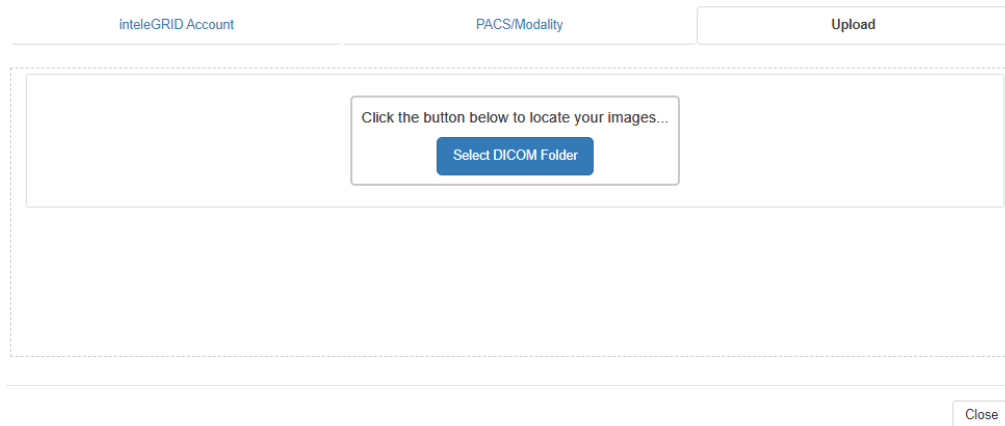 inteleGRID Account PACS/Modality Upload
Click the button below to locate your images...
Select DICOM Folder
Close